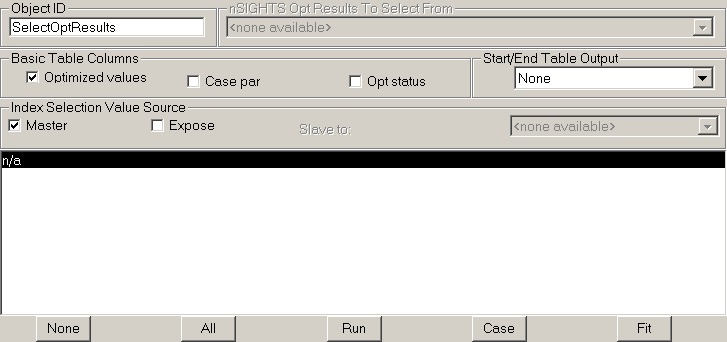 Object ID
nSIGHTS Opt Results To Select From
SelectOptResults
<none available>
Basic Table Columns
Start/End Table Output
Optimized values
Case par
Opt status
None
Index Selection Value Source
Master
Expose
Slave to:
<none available>
n/a
None
All
Run
Case
Fit